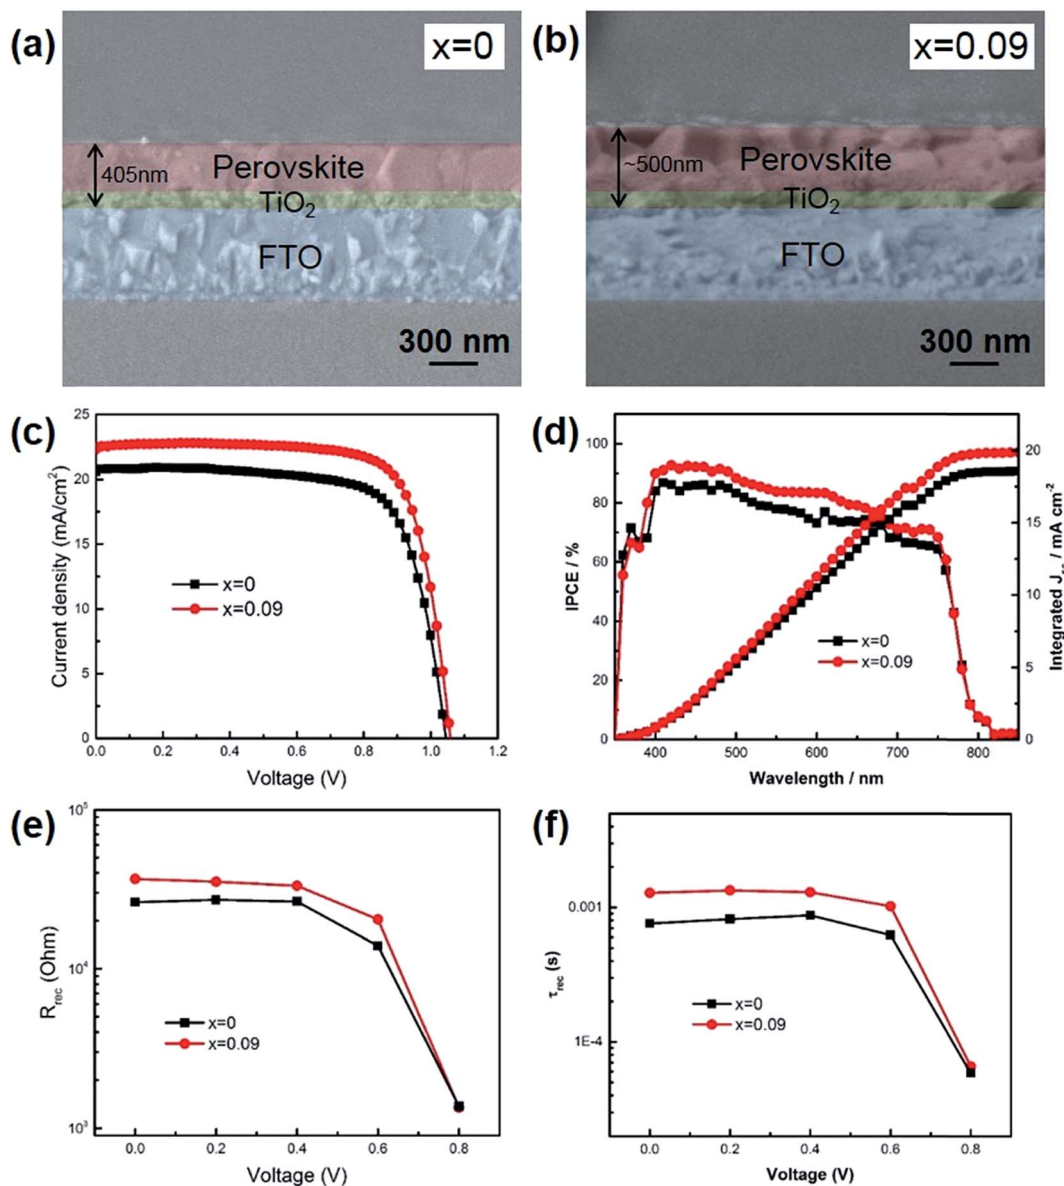 (a)
x=0
405nm
Perovskite
TiO₂
FTO
300 nm
(b)
x=0.09
~500nm
Perovskite
TiO₂
FTO
300 nm
(c)
25
20
15
10
5
0
0.0 0.2 0.4 0.6 0.8 1.0 1.2
Current density (mA/cm²)
x=0
x=0.09
Voltage (V)
(d)
100
80
60
40
20
0
400 500 600 700 800
20
15
10
5
0
IPCE / %
x=0
x=0.09
Wavelength / nm
Integrated J / mA cm⁻²
(e)
10⁵
10⁴
10³
0.0 0.2 0.4 0.6 0.8
R_rec (Ohm)
x=0
x=0.09
Voltage (V)
(f)
0.001
1E-4
0.0 0.2 0.4 0.6 0.8
τ_rec (s)
x=0
x=0.09
Voltage (V)